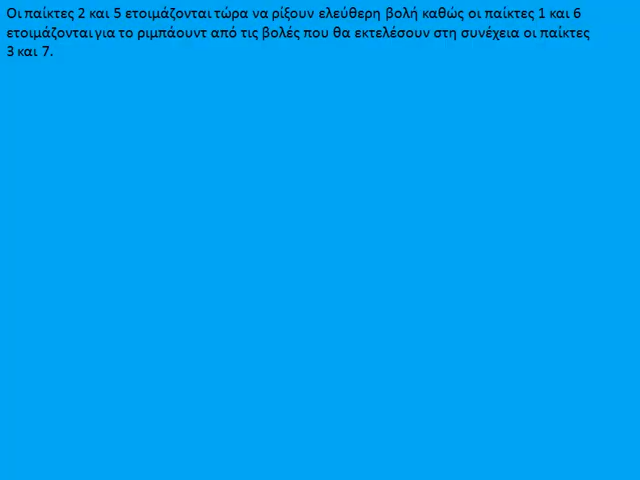 Οι παίκτες 2 και 5 ετοιμάζονται τώρα να ρίξουν ελεύθερη βολή καθώς οι παίκτες 1 και 6
ετοιμάζονται για το ριμπάουντ από τις βολές που θα εκτελέσουν στη συνέχεια οι παίκτες
3 και 7.